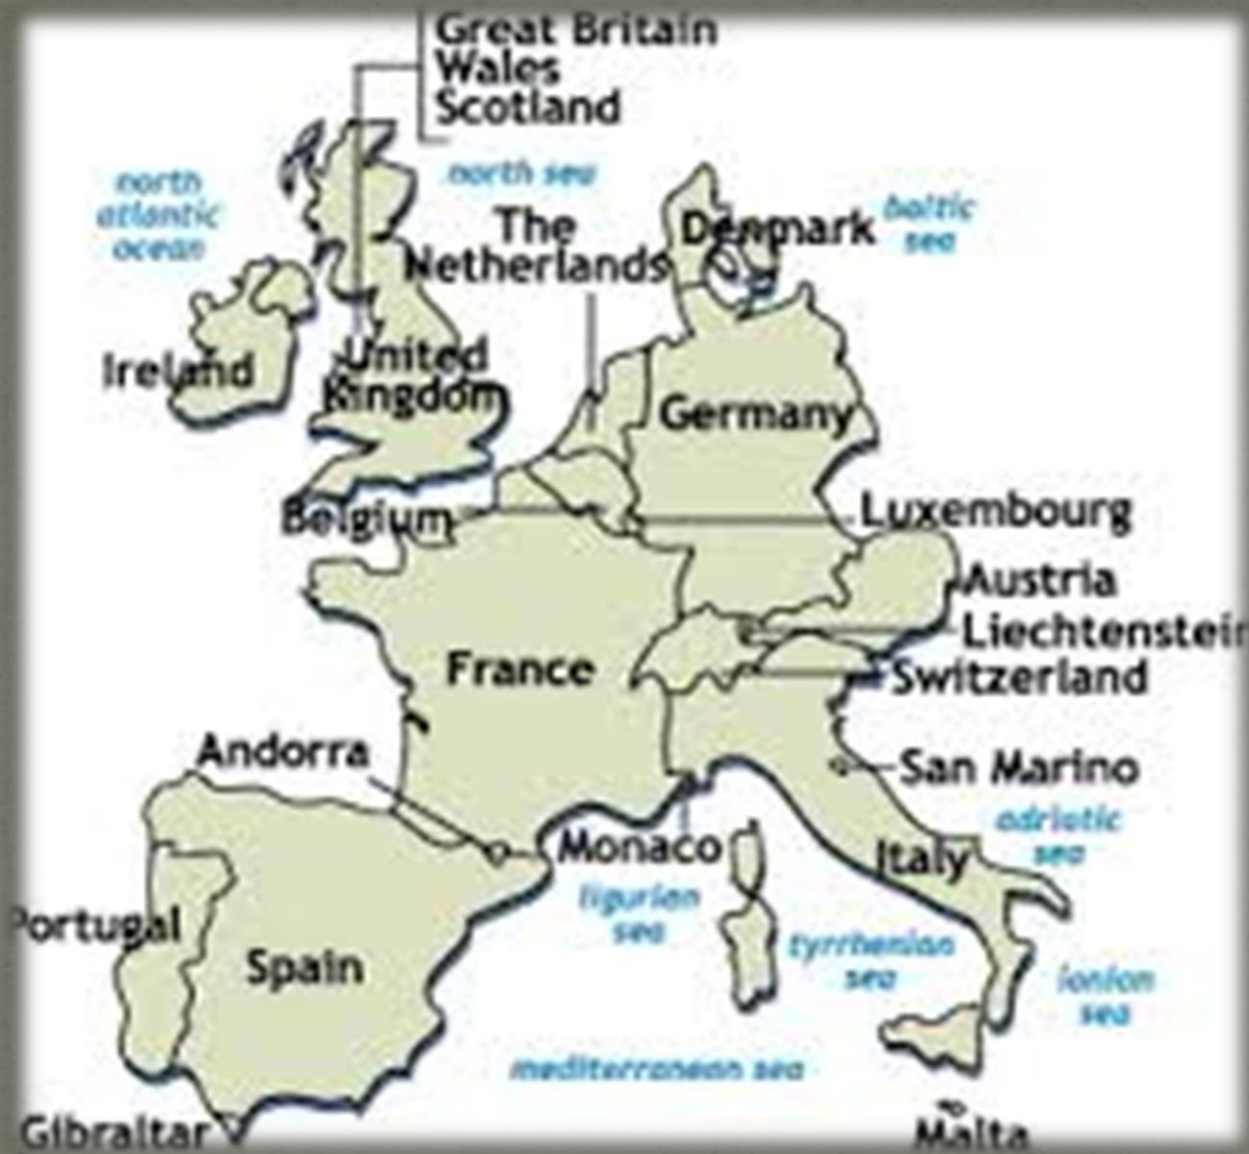 Great Britain
Wales
Scotland
north
atlantic
ocean
north sea
The
Netherlands
Denmark
baltic
sea
Ireland
United
Kingdom
Germany
Belgium
Luxembourg
Austria
Liechtenstein
France
Switzerland
Andorra
San Marino
Monaco
adriatic
sea
Italy
ligurian
sea
Portugal
Spain
tyrrhenian
sea
ionian
sea
mediterranean sea
Gibraltar
Malta